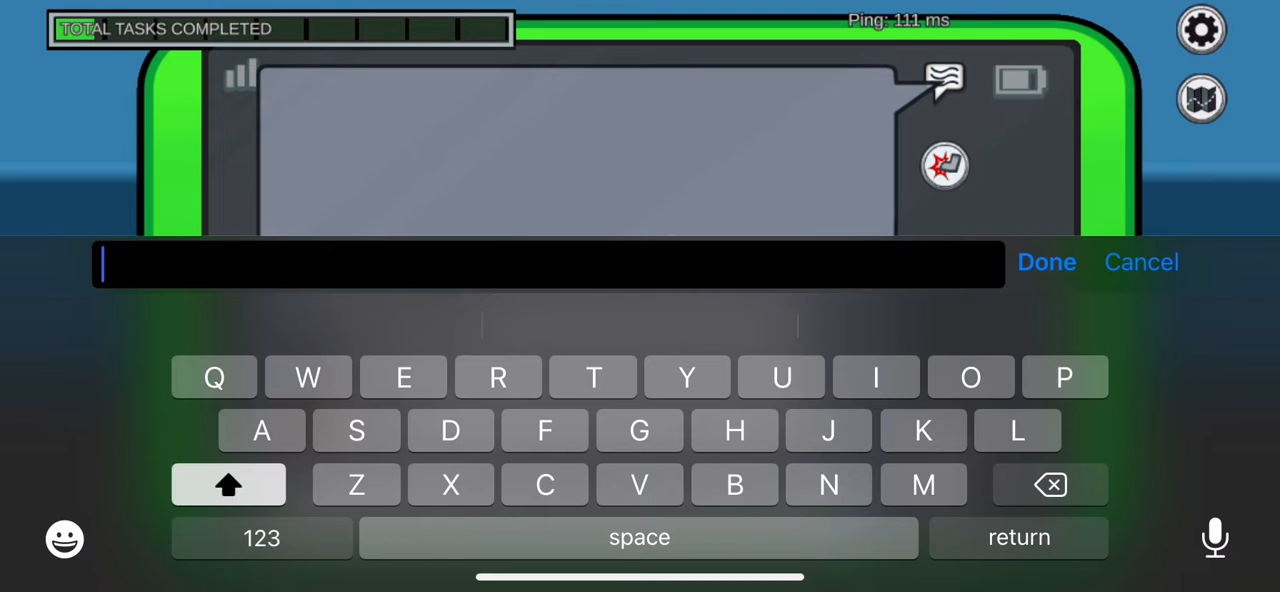 TOTAL TASKS COMPLETED
Ping: 111 ms
Done Cancel
Q W E R T Y U I O P
A S D F G H J K L
Z X C V B N M
123 space return